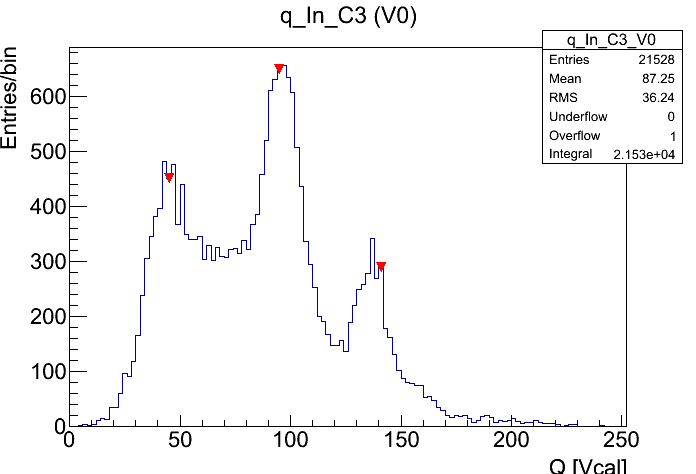 q_In_C3 (V0)
q_In_C3_V0
Entries 21528
Mean 87.25
RMS 36.24
Underflow 0
Overflow 1
Integral 2.153e+04
Entries/bin
600
500
400
300
200
100
0
0 50 100 150 200 250
Q [Vcal]